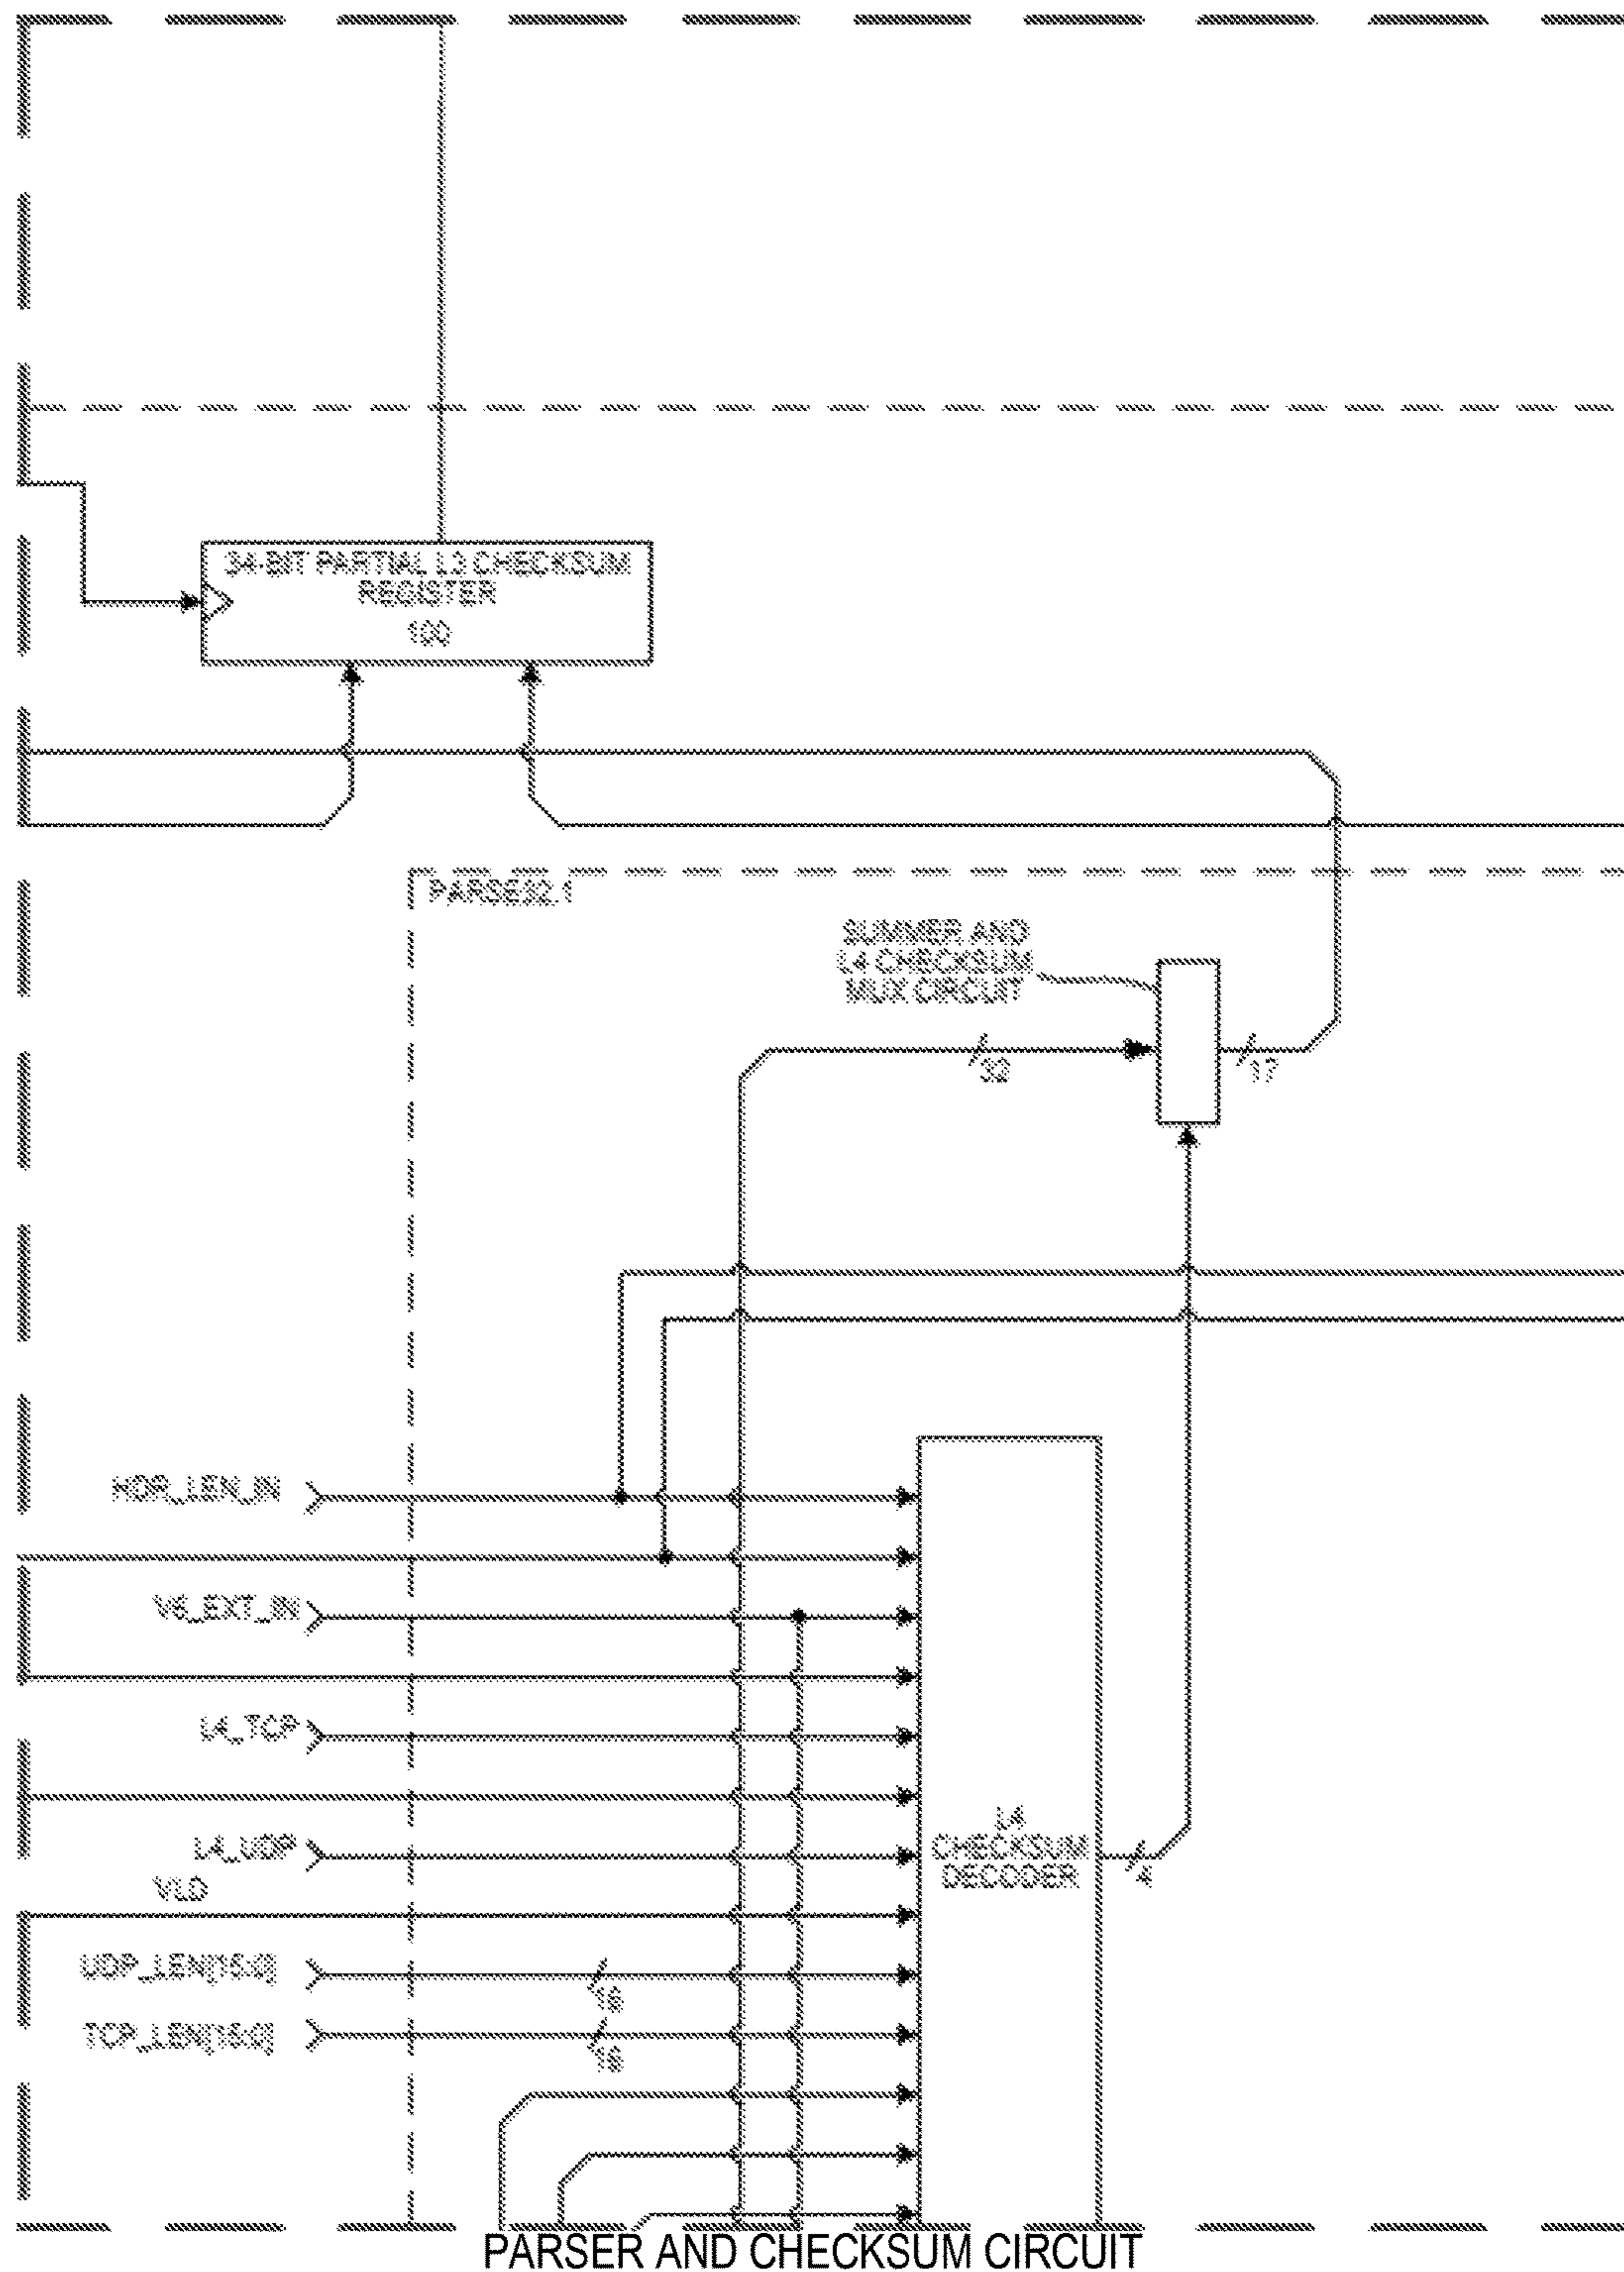 34-BIT PARTIAL L3 CHECKSUM
REGISTER
100
PARSE32.1
SUMMER AND
L4 CHECKSUM
MUX CIRCUIT
32
17
HDR_LEN_IN
V6_EXT_IN
L4_TCP
L4_UDP
VLD
L4
CHECKSUM
DECODER
4
UDP_LEN[15:0]
16
TCP_LEN[15:0]
16
PARSER AND CHECKSUM CIRCUIT